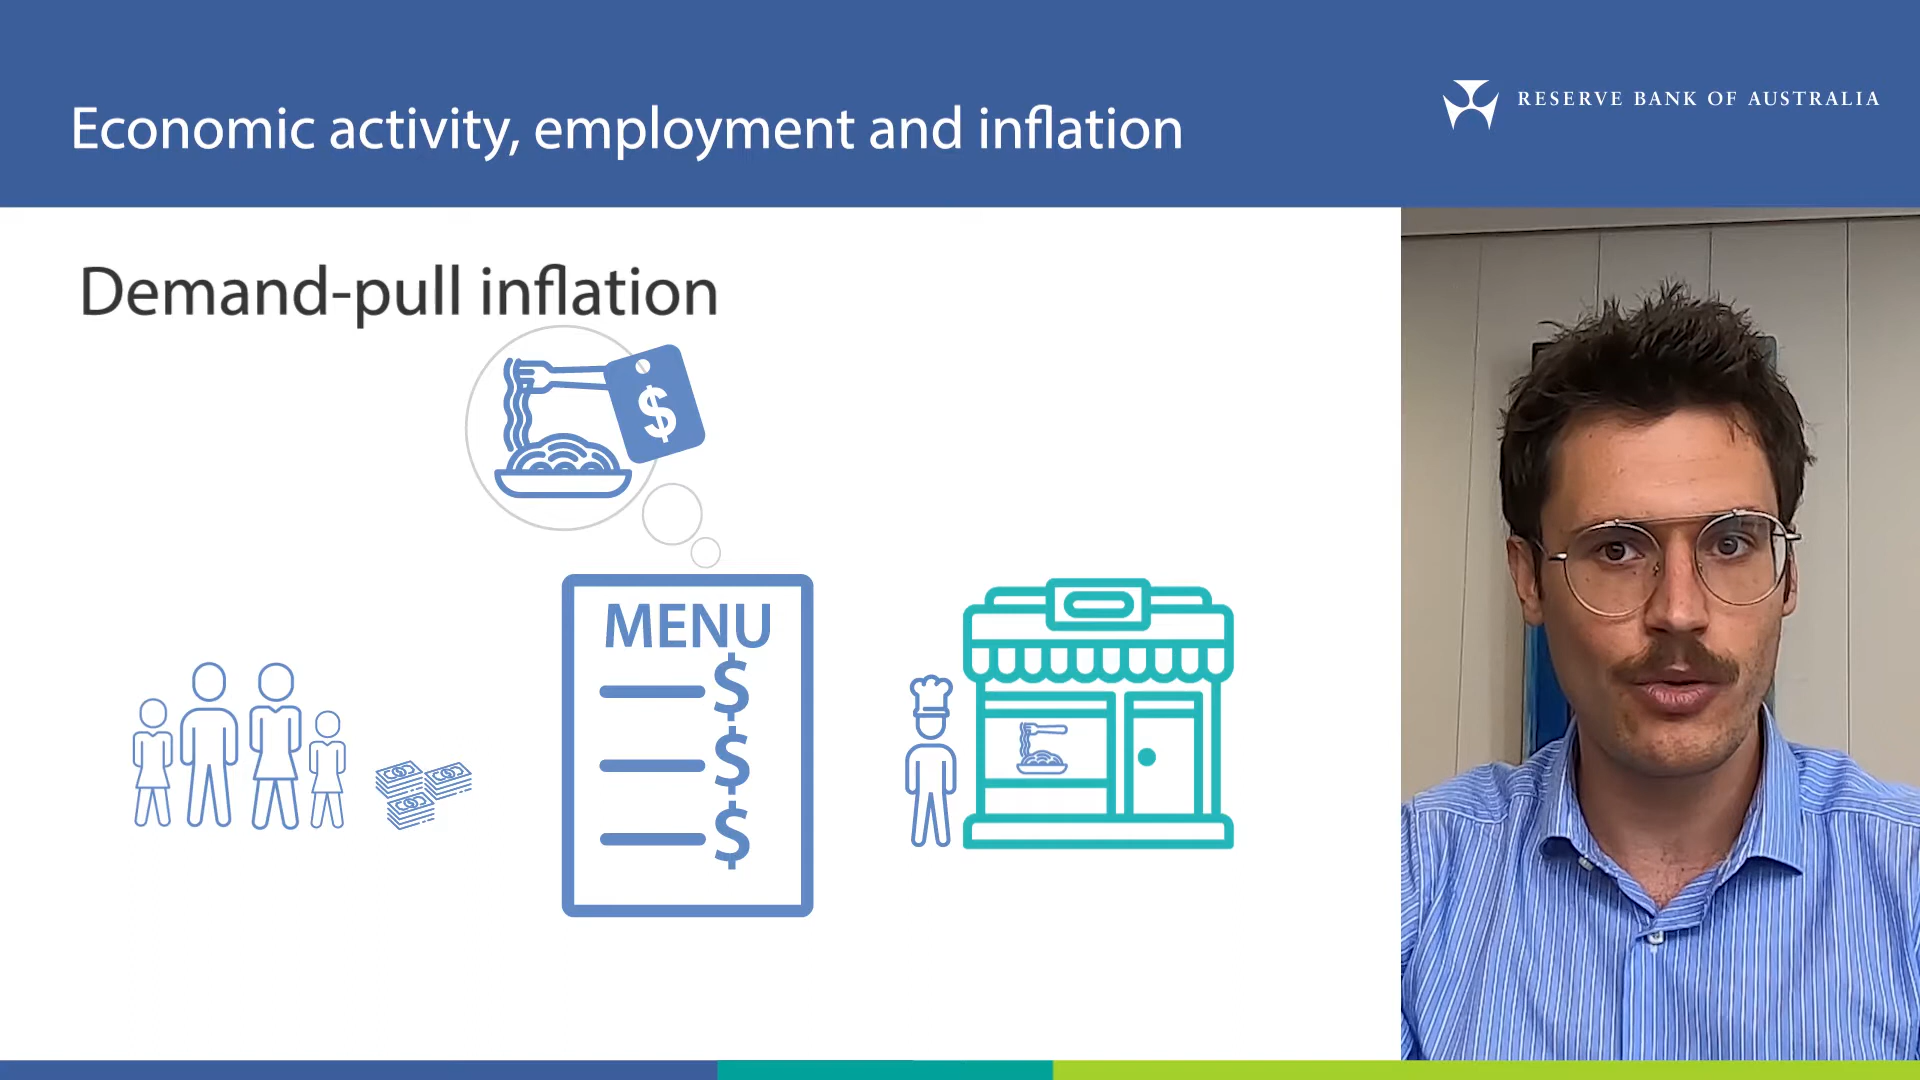 Economic activity, employment and inflation
RESERVE BANK OF AUSTRALIA
Demand-pull inflation
$
MENU
$
$
$